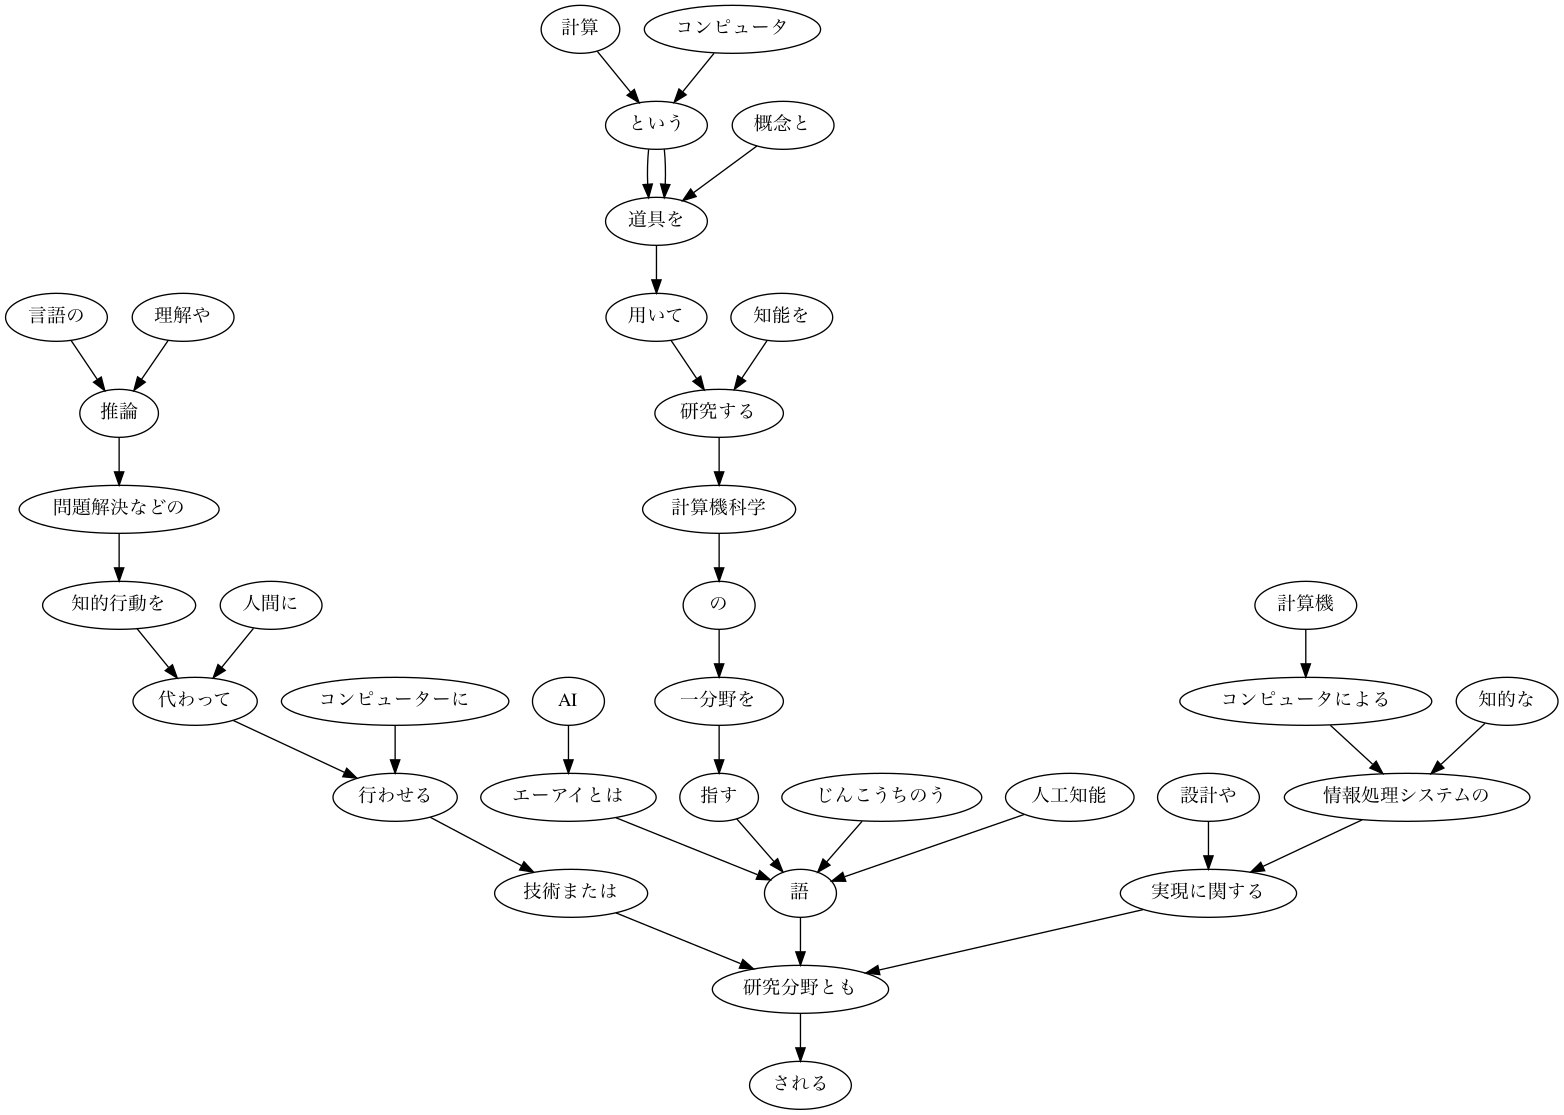 計算 コンピュータ
という 概念と
道具を
言語の 理解や 用いて 知能を
推論 研究する
問題解決などの 計算機科学
知的行動を 人間に の 計算機
代わって コンピューターに AI 一分野を コンピュータによる 知的な
行わせる エーアイとは 指す じんこうちのう 人工知能 設計や 情報処理システムの
技術または 語 実現に関する
研究分野とも
される